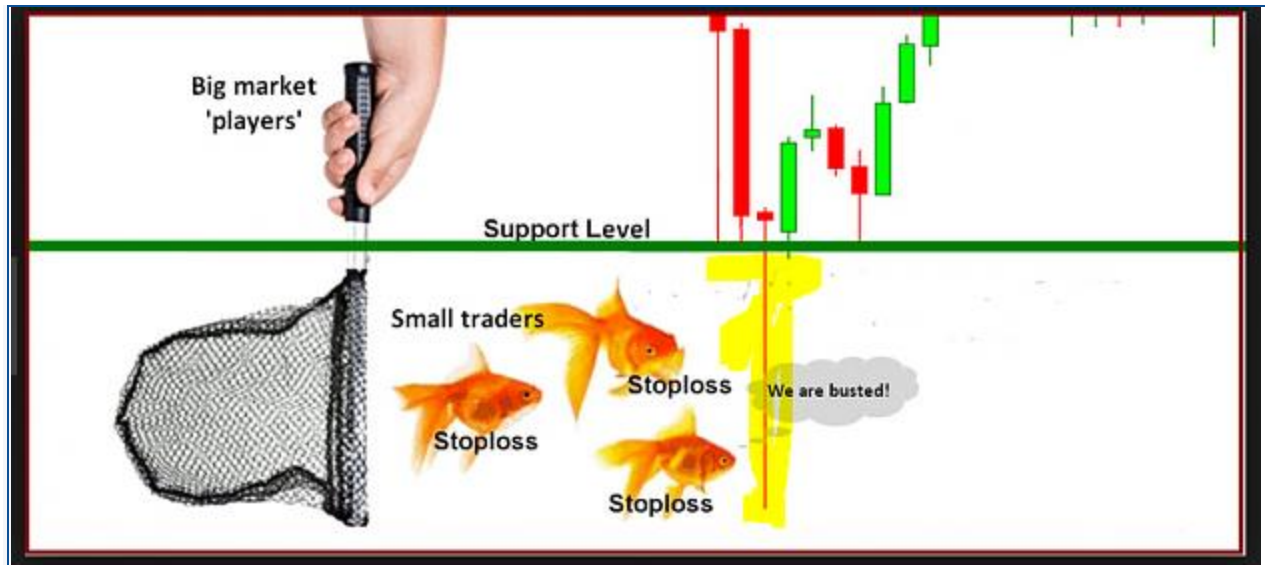 Big market
'players'
Support Level
Small traders
Stoploss
We are busted!
Stoploss
Stoploss